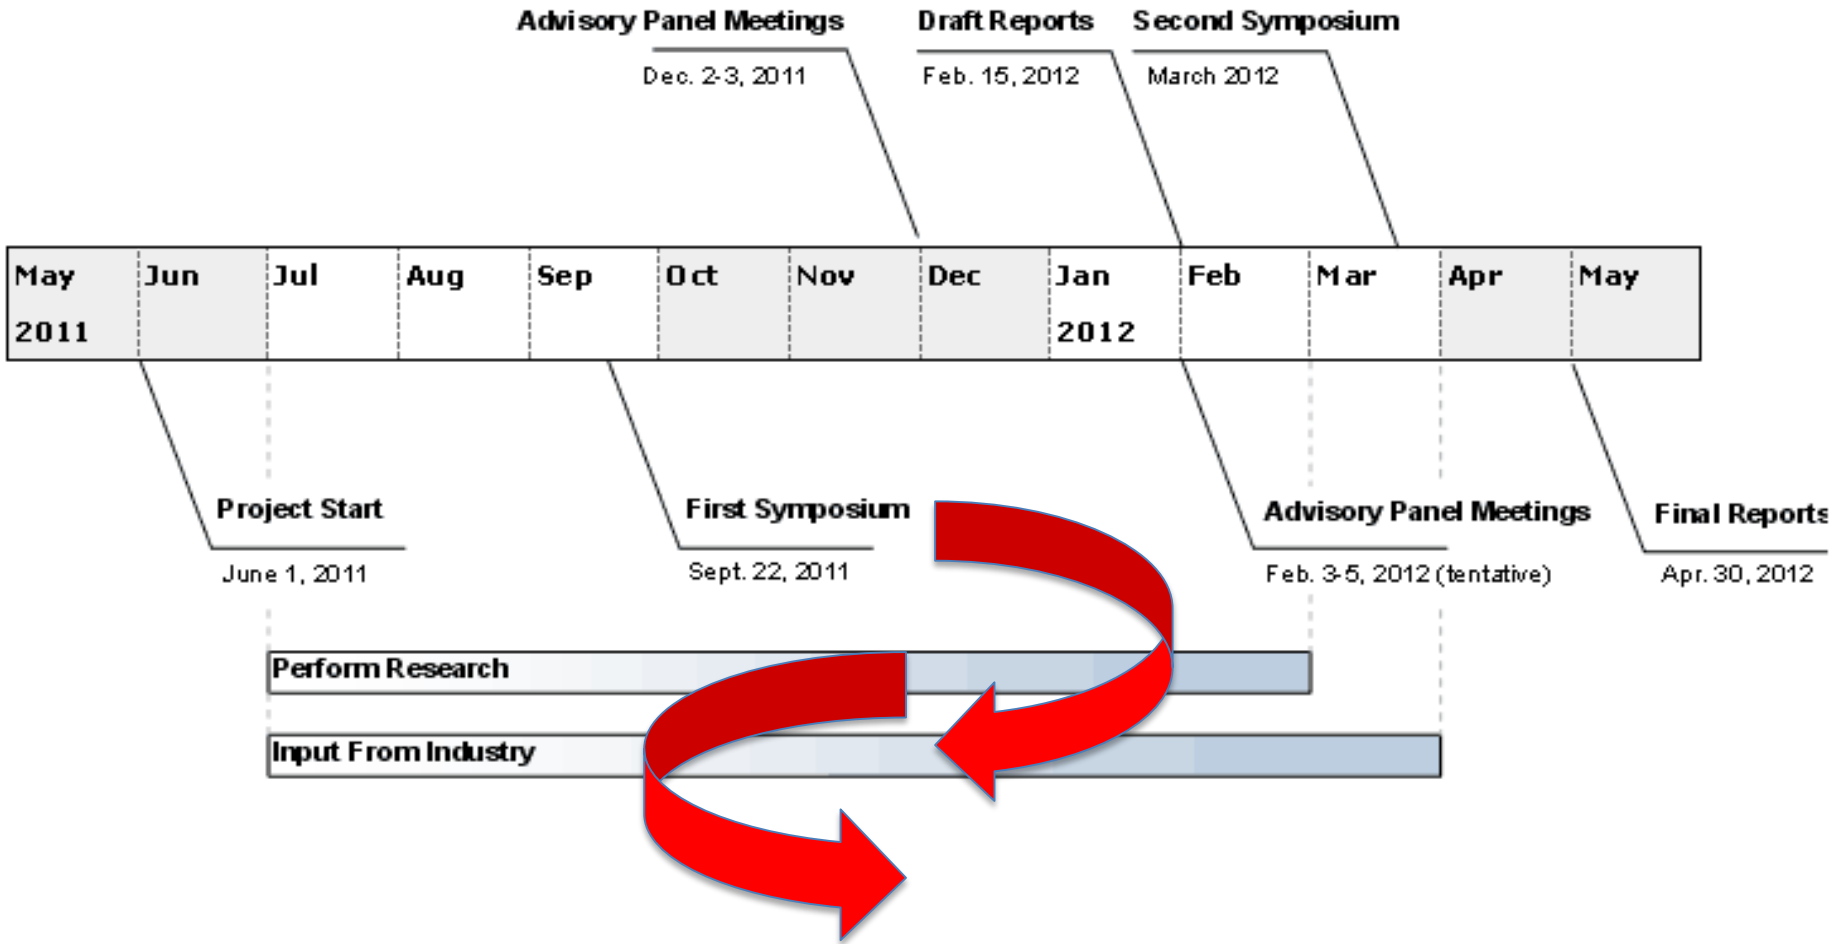 Advisory Panel Meetings
Dec. 2-3, 2011
Draft Reports
Feb. 15, 2012
Second Symposium
March 2012
May Jun Jul Aug Sep Oct Nov Dec Jan Feb Mar Apr May
2011 2012
Project Start
June 1, 2011
First Symposium
Sept. 22, 2011
Advisory Panel Meetings
Feb. 3-5, 2012 (tentative)
Final Reports
Apr. 30, 2012
Perform Research
Input From Industry